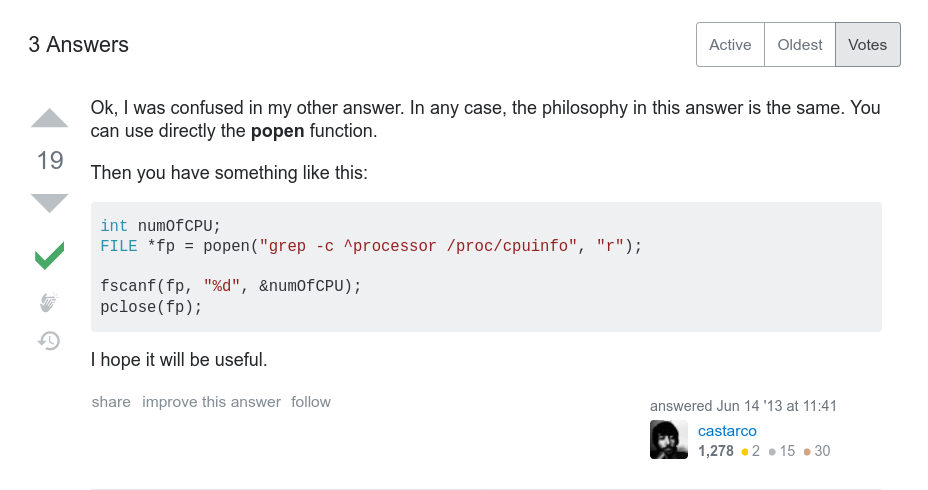 3 Answers
Active Oldest Votes
Ok, I was confused in my other answer. In any case, the philosophy in this answer is the same. You
can use directly the popen function.
19
Then you have something like this:
int numOfCPU;
FILE *fp = popen("grep -c ^processor /proc/cpuinfo", "r");
fscanf(fp, "%d", &numOfCPU);
pclose(fp);
I hope it will be useful.
share improve this answer follow
answered Jun 14 '13 at 11:41
castarco
1,278 2 15 30